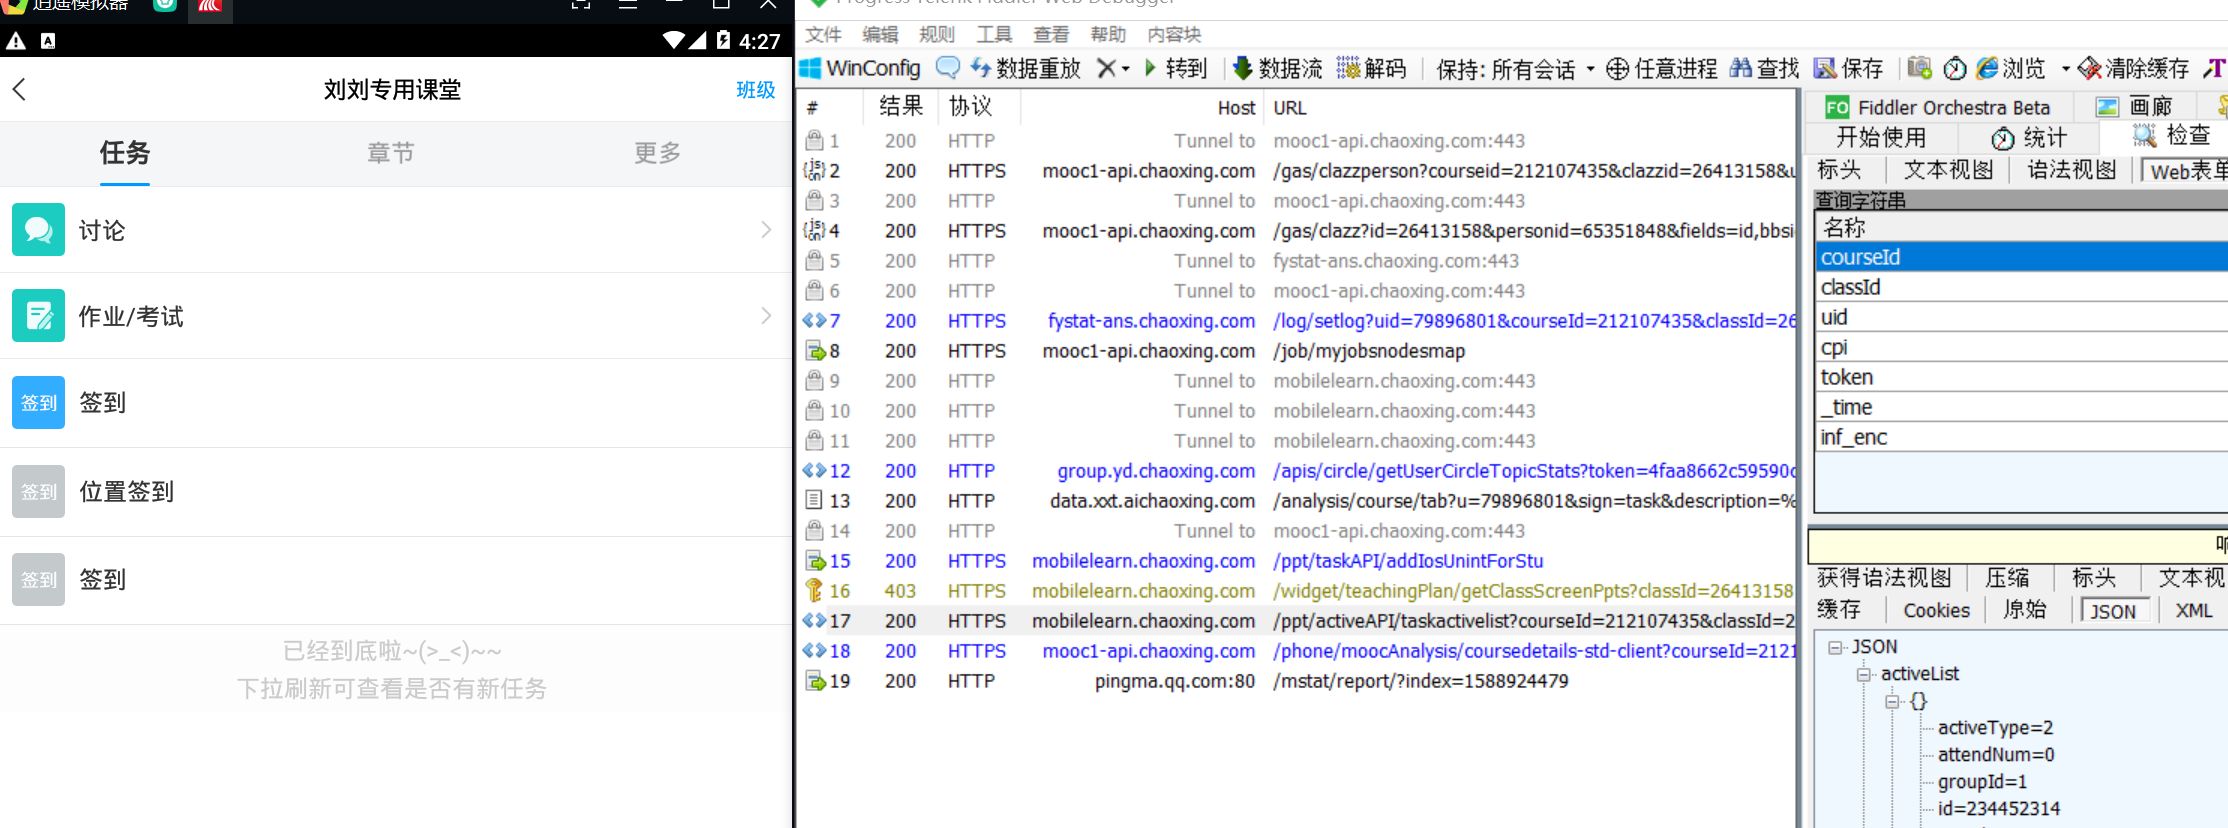 逍遥模拟器
4:27
刘刘专用课堂
班级
任务
章节
更多
讨论
作业/考试
签到 签到
签到 位置签到
签到 签到
已经到底啦~(>_<)~~
下拉刷新可查看是否有新任务
Progress Telerik Fiddler Web Debugger
文件 编辑 规则 工具 查看 帮助 内容块
WinConfig 数据重放 转到 数据流 解码 保持: 所有会话 任意进程 查找 保存 浏览 清除缓存 T
# 结果 协议 Host URL
1 200 HTTP Tunnel to mooc1-api.chaoxing.com:443
2 200 HTTPS mooc1-api.chaoxing.com /gas/clazzperson?courseid=212107435&clazzid=26413158&u
3 200 HTTP Tunnel to mooc1-api.chaoxing.com:443
4 200 HTTPS mooc1-api.chaoxing.com /gas/clazz?id=26413158&personid=65351848&fields=id,bbsi
5 200 HTTP Tunnel to fystat-ans.chaoxing.com:443
6 200 HTTP Tunnel to mooc1-api.chaoxing.com:443
7 200 HTTPS fystat-ans.chaoxing.com /log/setlog?uid=79896801&courseId=212107435&classId=26
8 200 HTTPS mooc1-api.chaoxing.com /job/myjobsnodesmap
9 200 HTTP Tunnel to mobilelearn.chaoxing.com:443
10 200 HTTP Tunnel to mobilelearn.chaoxing.com:443
11 200 HTTP Tunnel to mobilelearn.chaoxing.com:443
12 200 HTTP group.yd.chaoxing.com /apis/circle/getUserCircleTopicStats?token=4faa8662c59590c
13 200 HTTP data.xxt.aichaoxing.com /analysis/course/tab?u=79896801&sign=task&description=%
14 200 HTTP Tunnel to mooc1-api.chaoxing.com:443
15 200 HTTPS mobilelearn.chaoxing.com /ppt/taskAPI/addIosUnintForStu
16 403 HTTPS mobilelearn.chaoxing.com /widget/teachingPlan/getClassScreenPpts?classId=26413158
17 200 HTTPS mobilelearn.chaoxing.com /ppt/activeAPI/taskactivelist?courseId=212107435&classId=2
18 200 HTTPS mooc1-api.chaoxing.com /phone/moocAnalysis/coursedetails-std-client?courseId=2121
19 200 HTTP pingma.qq.com:80 /mstat/report/?index=1588924479
FO Fiddler Orchestra Beta 画廊
开始使用 统计 检查
标头 文本视图 语法视图 Web表单
查询字符串
名称
courseId
classId
uid
cpi
token
_time
inf_enc
获得语法视图 压缩 标头 文本视
缓存 Cookies 原始 JSON XML
JSON
activeList
{}
activeType=2
attendNum=0
groupId=1
id=234452314